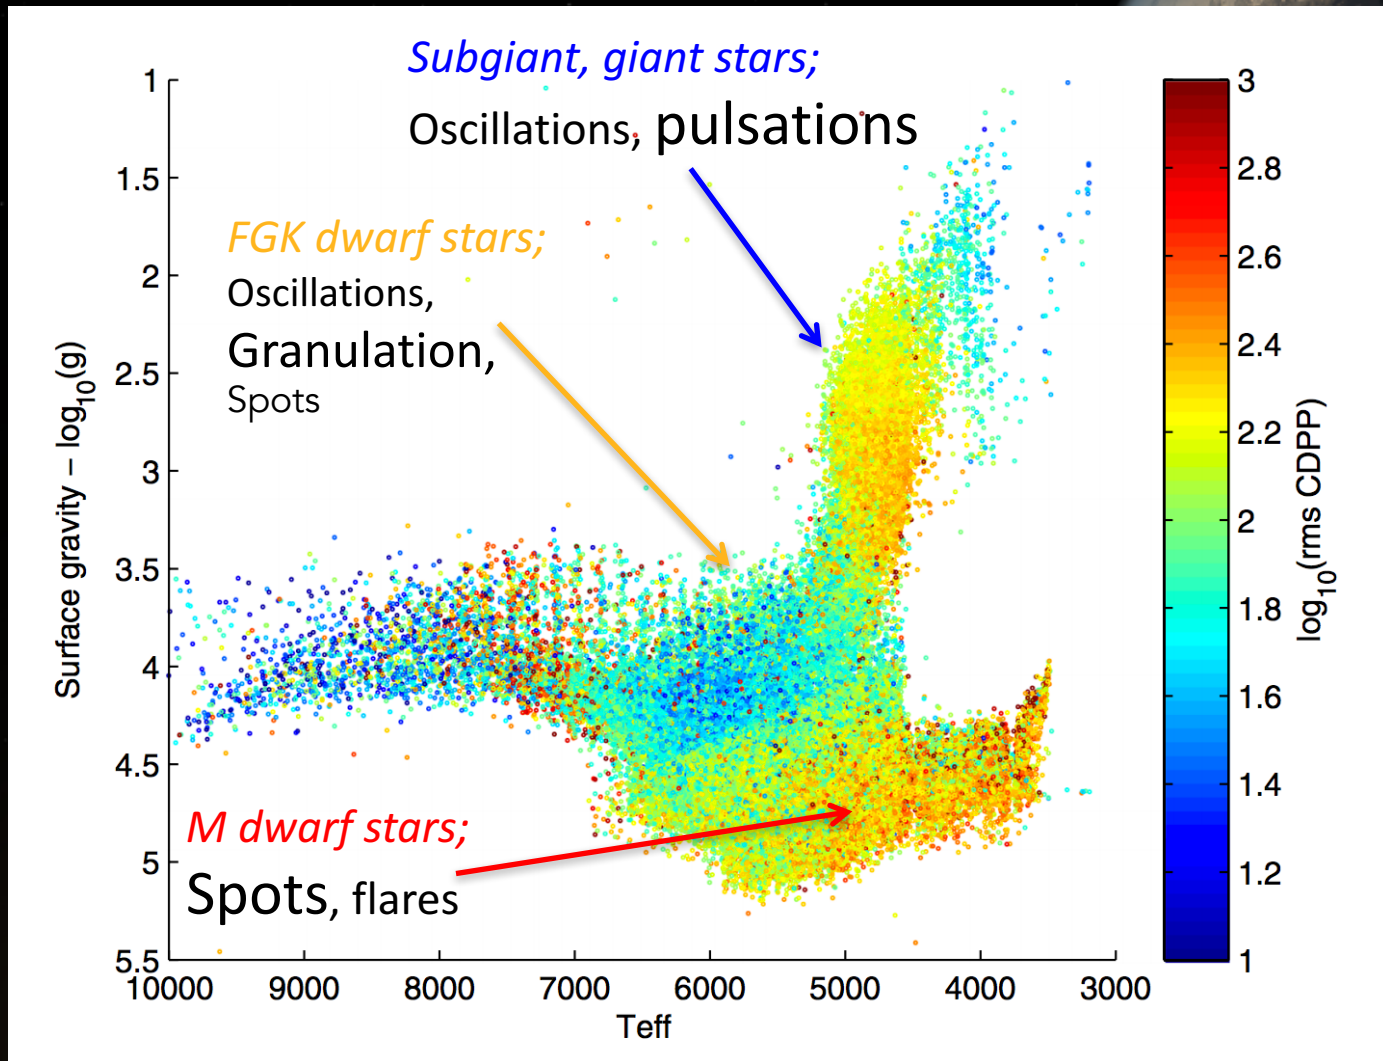 Subgiant, giant stars;
Oscillations, pulsations
FGK dwarf stars;
Oscillations,
Granulation,
Spots
M dwarf stars;
Spots, flares
Surface gravity – log10(g)
1
1.5
2
2.5
3
3.5
4
4.5
5
5.5
10000 9000 8000 7000 6000 5000 4000 3000
Teff
3
2.8
2.6
2.4
2.2
2
1.8
1.6
1.4
1.2
1
log10(rms CDPP)